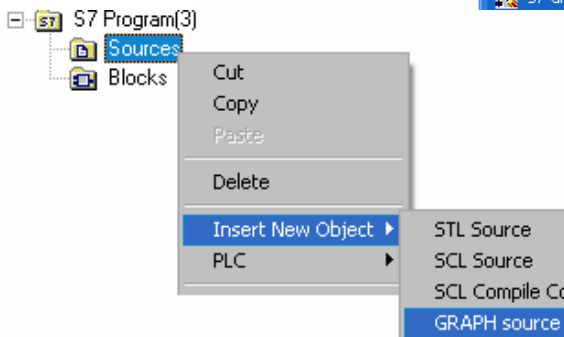 S7 Program(3)
Sources
Blocks
Cut
Copy
Paste
Delete
Insert New Object
PLC
STL Source
SCL Source
SCL Compile
GRAPH source